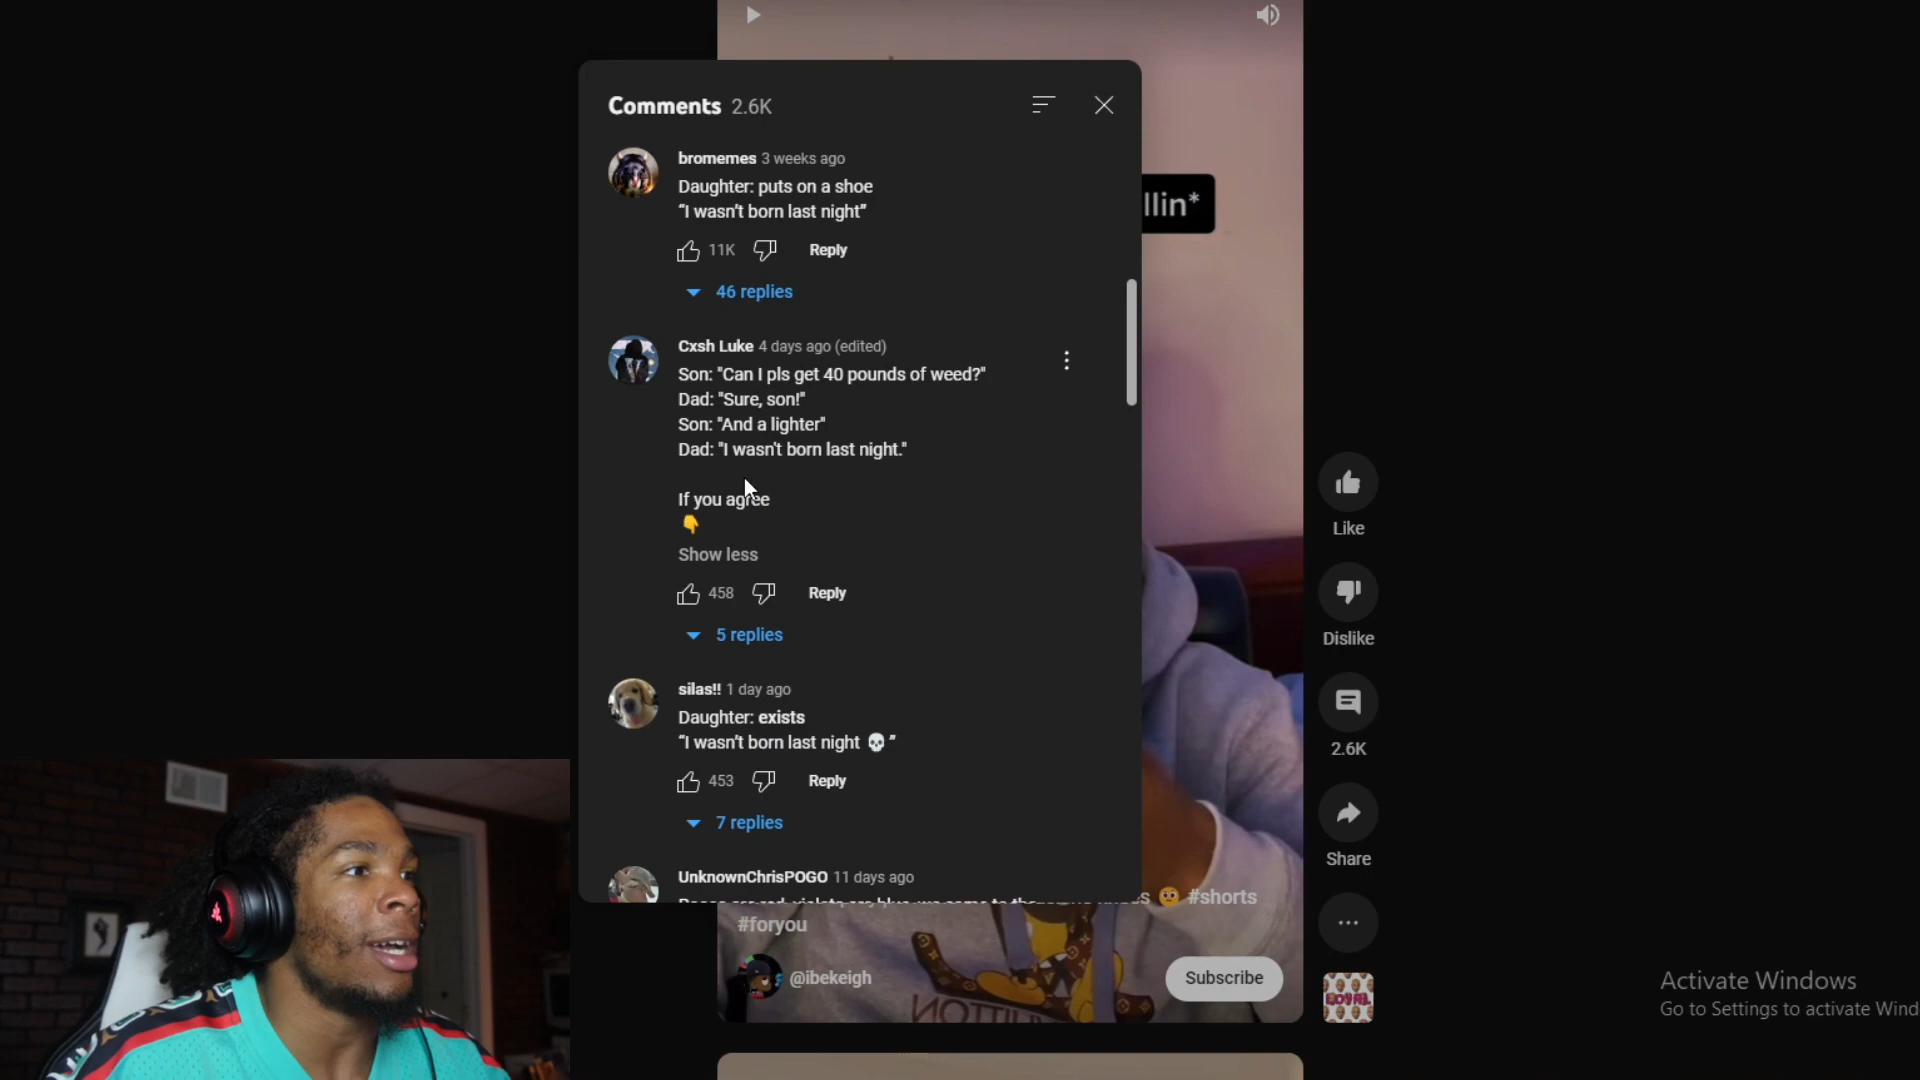 Comments 2.6K
bromemes 3 weeks ago
Daughter: puts on a shoe
“I wasn't born last night”
11K Reply
46 replies
llin*
Cxsh Luke 4 days ago (edited)
Son: "Can I pls get 40 pounds of weed?"
Dad: "Sure, son!"
Son: "And a lighter"
Dad: "I wasn't born last night."
If you agree
👇
Show less
458 Reply
5 replies
silas!! 1 day ago
Daughter: exists
“I wasn't born last night 💀 ”
453 Reply
7 replies
UnknownChrisPOGO 11 days ago
#shorts
#foryou
@ibekeigh
Subscribe
Like
Dislike
2.6K
Share
LOYAL
Activate Windows
Go to Settings to activate Wind